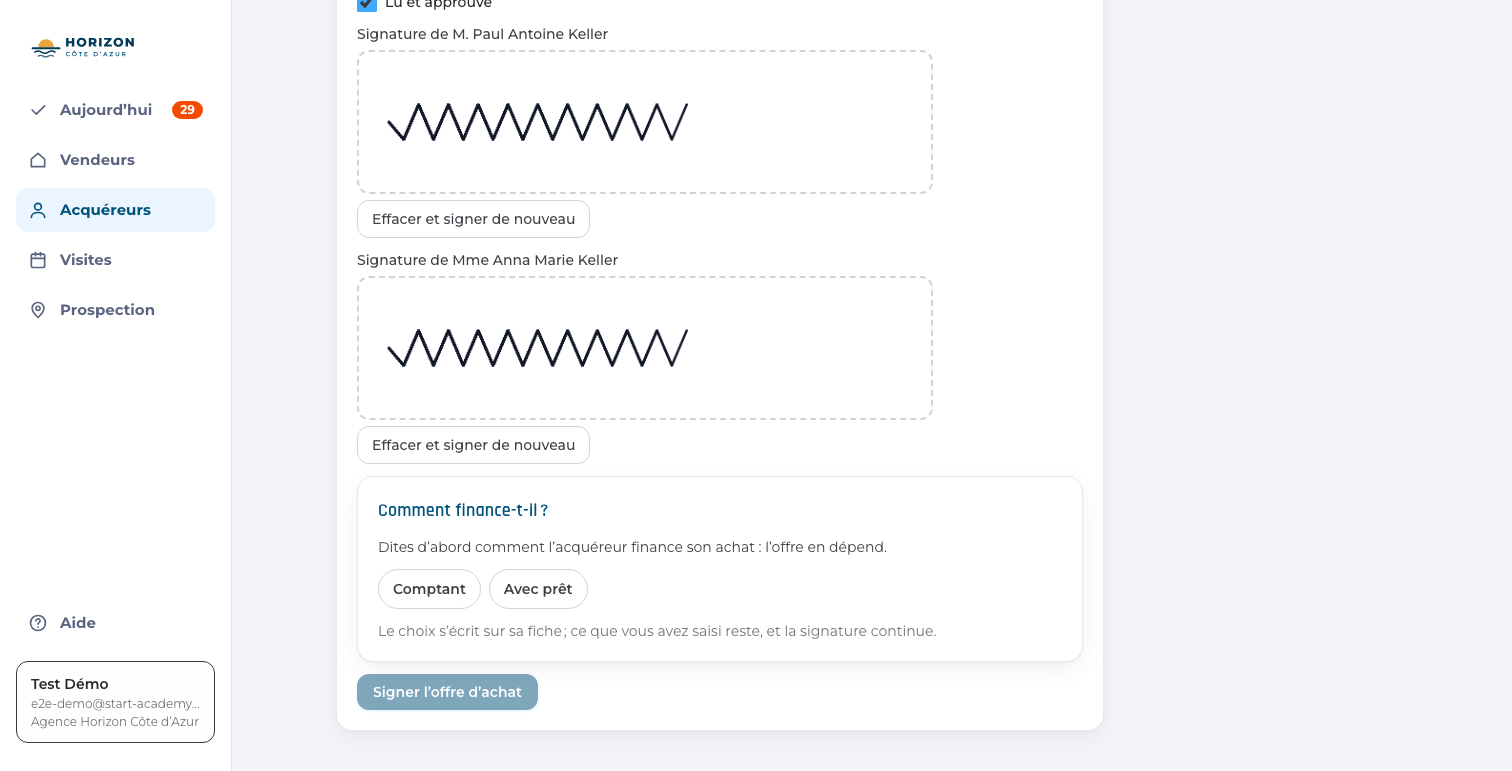 HORIZON
CÔTE D'AZUR
Aujourd’hui 29
Vendeurs
Acquéreurs
Visites
Prospection
Aide
Test Démo
e2e-demo@start-academy...
Agence Horizon Côte d’Azur
Lu et approuvé
Signature de M. Paul Antoine Keller
Effacer et signer de nouveau
Signature de Mme Anna Marie Keller
Effacer et signer de nouveau
Comment finance-t-il ?
Dites d’abord comment l’acquéreur finance son achat : l’offre en dépend.
Comptant Avec prêt
Le choix s’écrit sur sa fiche ; ce que vous avez saisi reste, et la signature continue.
Signer l’offre d’achat